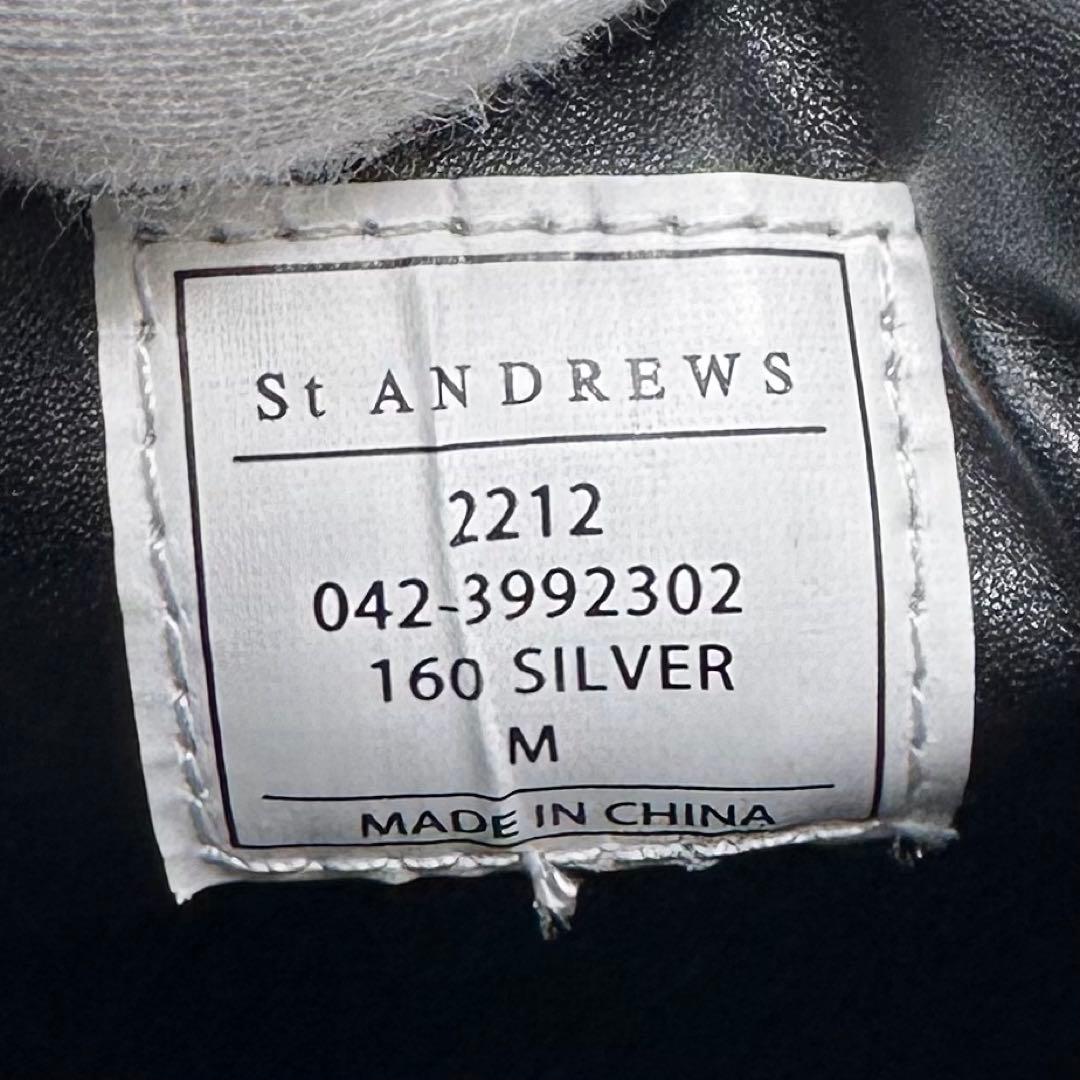 St ANDREWS
2212
042-3992302
160 SILVER
M
MADE IN CHINA